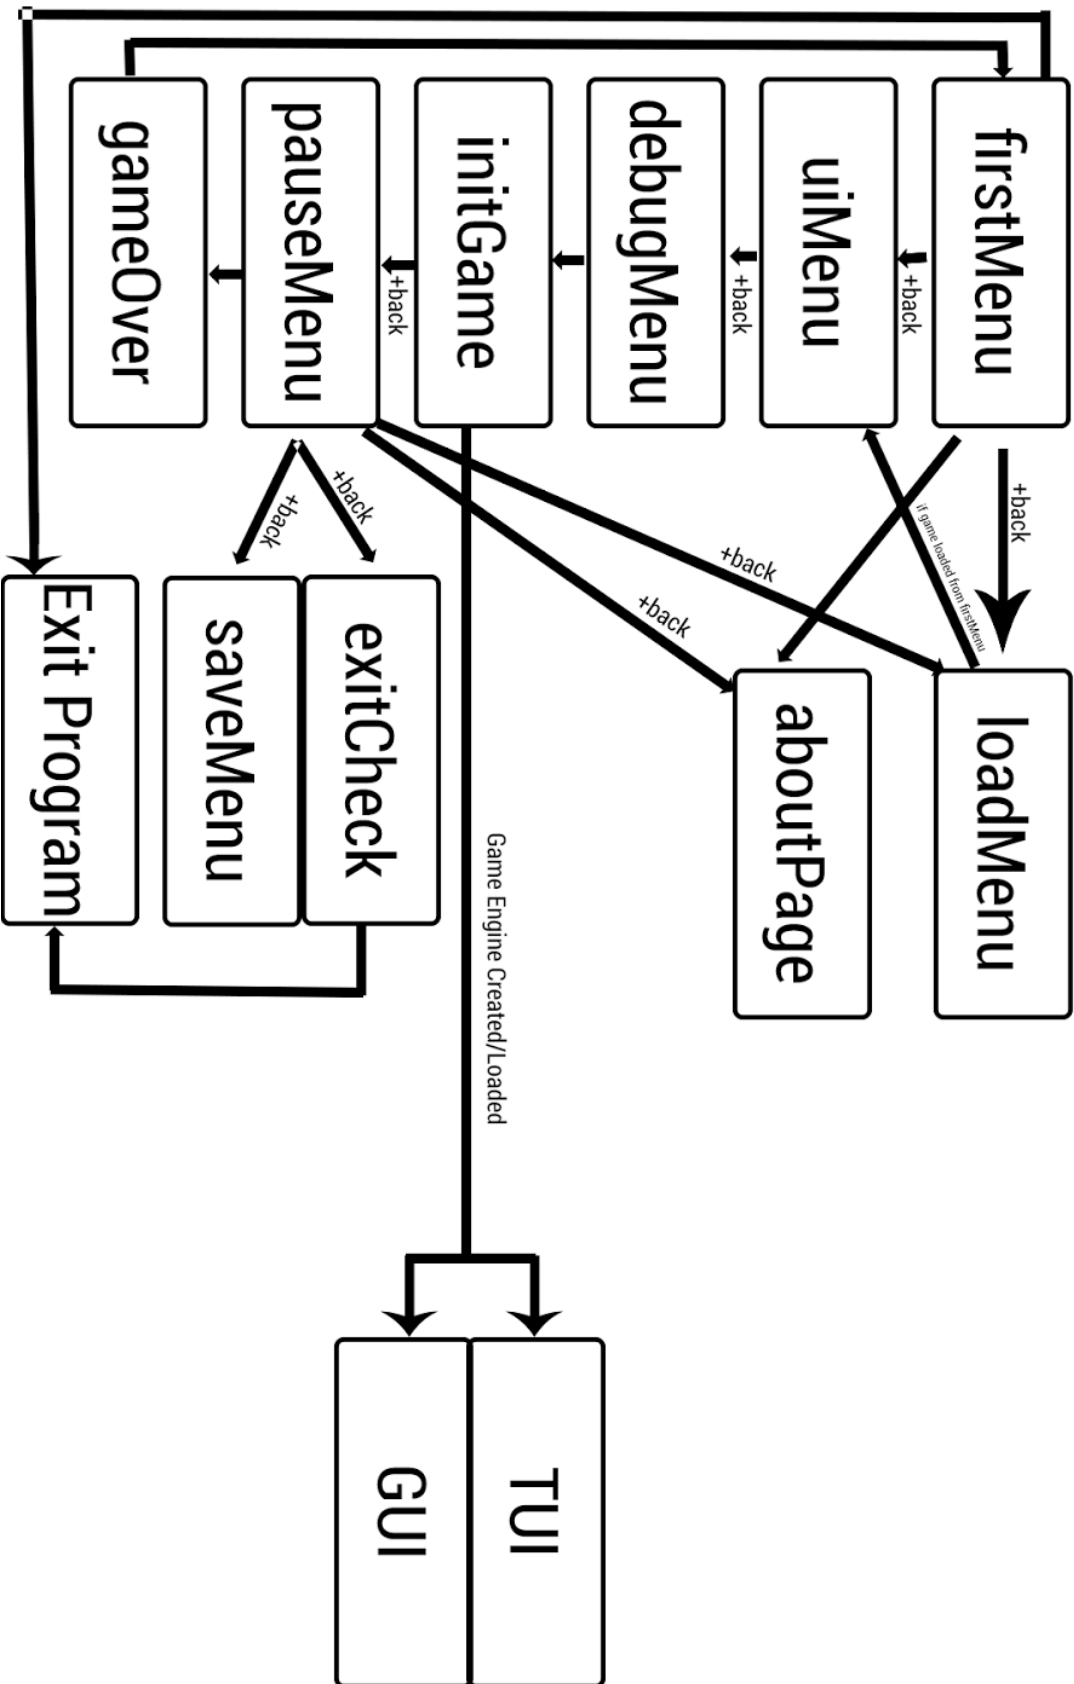 firstMenu
+back
uiMenu
+back
debugMenu
initGame
+back
pauseMenu
gameOver
+back
if game loaded from firstMenu
+back
+back
+back
+back
loadMenu
aboutPage
exitCheck
saveMenu
Exit Program
Game Engine Created/Loaded
TUI
GUI